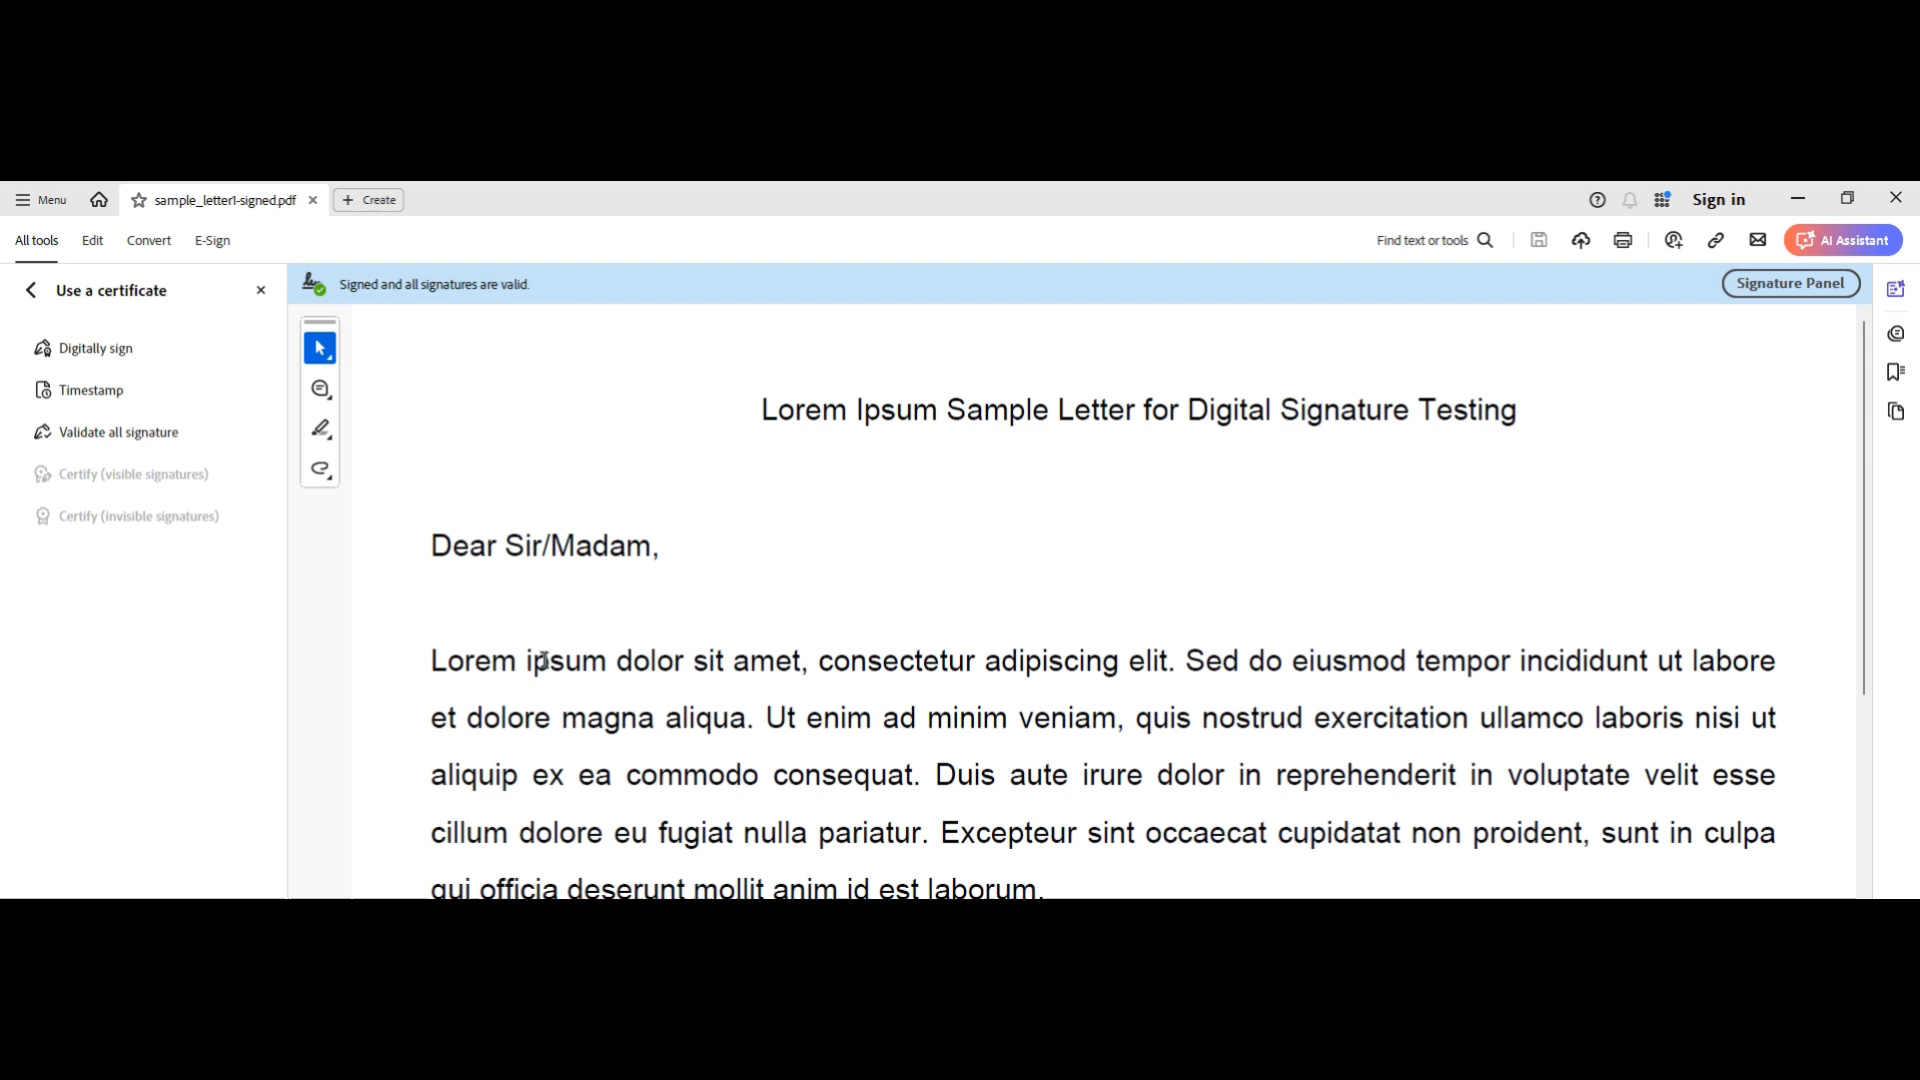 Menu
sample_letter1-signed.pdf
Create
Sign in
All tools
Edit
Convert
E-Sign
Find text or tools
AI Assistant
Use a certificate
Signed and all signatures are valid.
Signature Panel
Digitally sign
Timestamp
Validate all signature
Certify (visible signatures)
Certify (invisible signatures)
Lorem Ipsum Sample Letter for Digital Signature Testing
Dear Sir/Madam,
Lorem ipsum dolor sit amet, consectetur adipiscing elit. Sed do eiusmod tempor incididunt ut labore
et dolore magna aliqua. Ut enim ad minim veniam, quis nostrud exercitation ullamco laboris nisi ut
aliquip ex ea commodo consequat. Duis aute irure dolor in reprehenderit in voluptate velit esse
cillum dolore eu fugiat nulla pariatur. Excepteur sint occaecat cupidatat non proident, sunt in culpa
qui officia deserunt mollit anim id est laborum.